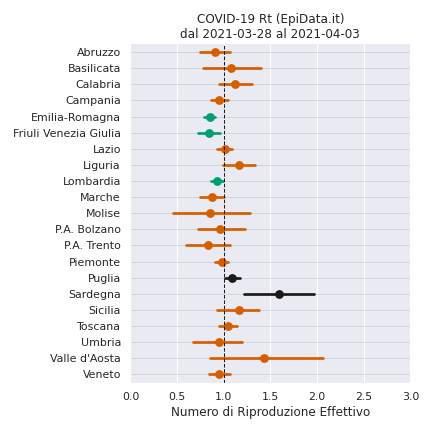 COVID-19 Rt (EpiData.it)
dal 2021-03-28 al 2021-04-03
Abruzzo
Basilicata
Calabria
Campania
Emilia-Romagna
Friuli Venezia Giulia
Lazio
Liguria
Lombardia
Marche
Molise
P.A. Bolzano
P.A. Trento
Piemonte
Puglia
Sardegna
Sicilia
Toscana
Umbria
Valle d'Aosta
Veneto
0.0 0.5 1.0 1.5 2.0 2.5 3.0
Numero di Riproduzione Effettivo